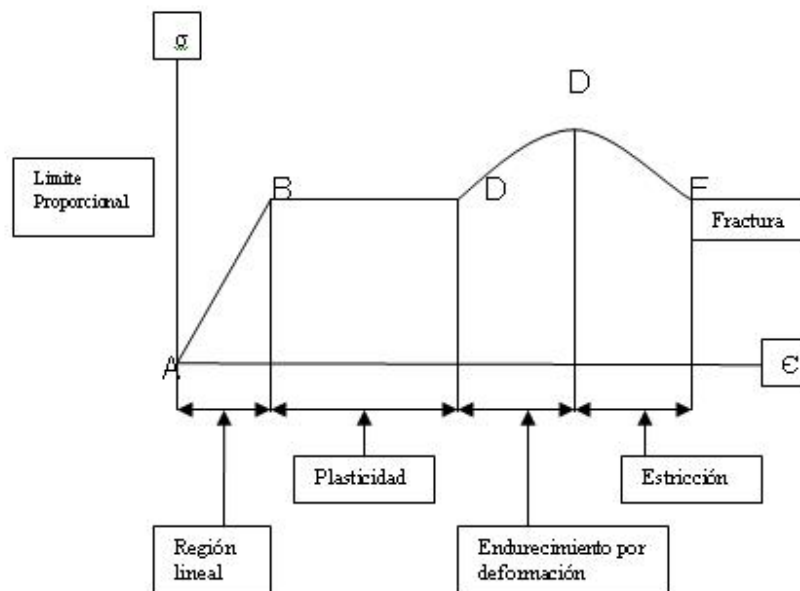 σ
D
Limite
Proporcional
B
D
F
Fractura
A
Є
Plasticidad
Estricción
Región
lineal
Endurecimiento por
deformación